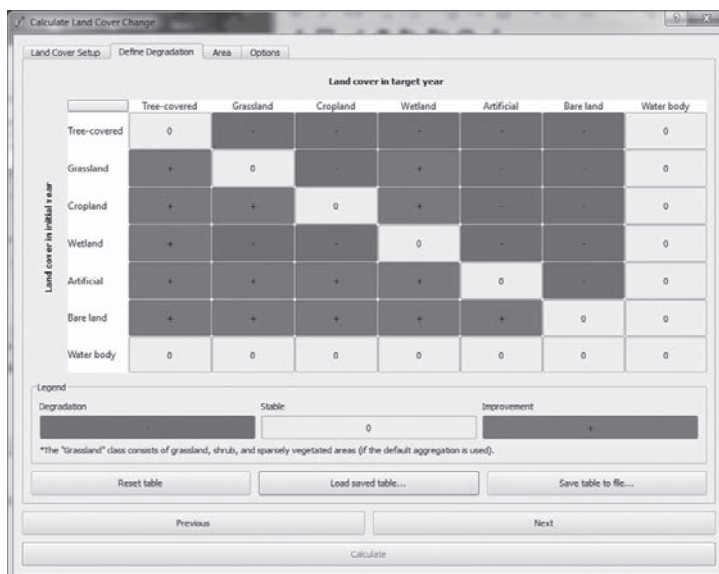 Calculate Land Cover Change
Land Cover Setup Define Degradation Area Options
Land cover in target year
Tree-covered Grassland Cropland Wetland Artificial Bare land Water body
Land cover in initial year
Tree-covered 0 - - - - - 0
Grassland + 0 - + - - 0
Cropland + + 0 + - - 0
Wetland + - - 0 - - 0
Artificial + + + + 0 - 0
Bare land + + + + + 0 0
Water body 0 0 0 0 0 0 0
Legend
Degradation Stable Improvement
- 0 +
*The "Grassland" class consists of grassland, shrub, and sparsely vegetated areas (if the default aggregation is used).
Reset table Load saved table... Save table to file...
Previous Next
Calculate